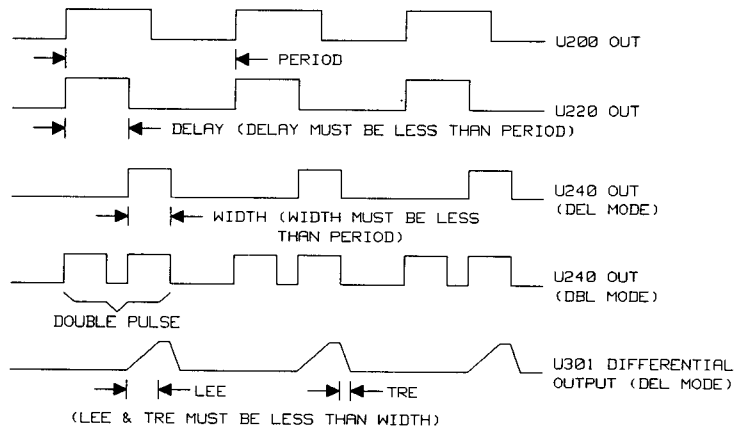 U200 OUT
PERIOD
U220 OUT
DELAY (DELAY MUST BE LESS THAN PERIOD)
U240 OUT
(DEL MODE)
WIDTH (WIDTH MUST BE LESS
THAN PERIOD)
U240 OUT
(DBL MODE)
DOUBLE PULSE
U301 DIFFERENTIAL
OUTPUT (DEL MODE)
LEE
TRE
(LEE & TRE MUST BE LESS THAN WIDTH)